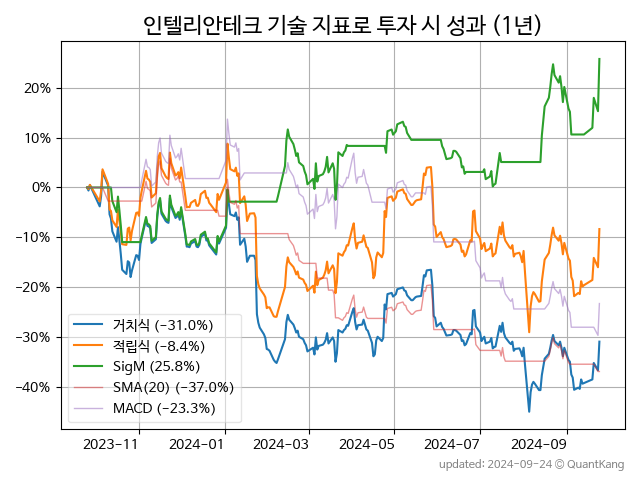 인텔리안테크 기술 지표로 투자 시 성과 (1년)
20%
10%
0%
−10%
−20%
−30%
−40%
거치식 (−31.0%)
적립식 (−8.4%)
SigM (25.8%)
SMA(20) (−37.0%)
MACD (−23.3%)
2023-11 2024-01 2024-03 2024-05 2024-07 2024-09
updated: 2024-09-24 © QuantKang